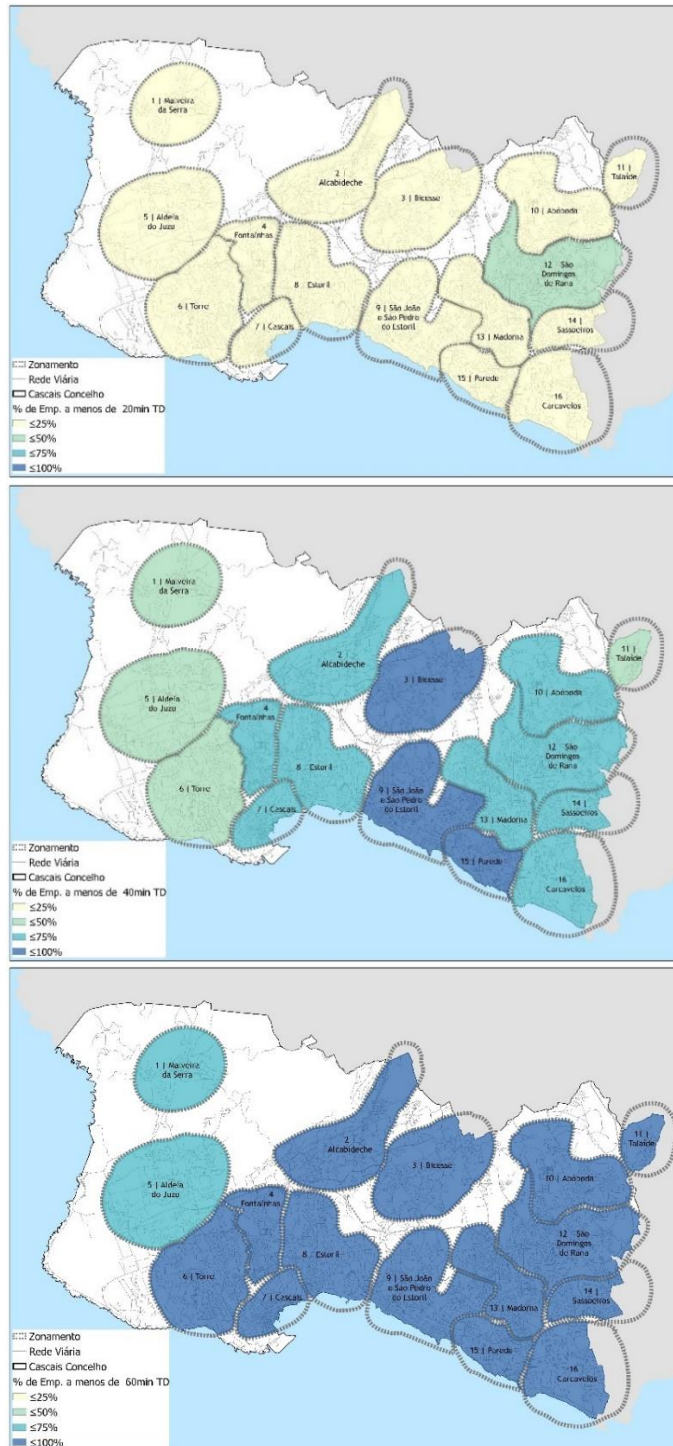 1 | Malveira
da Serra
2
Alcabideche
3 | Bicesse
11 |
Talaíde
10 | Abóboda
5 | Aldeia
do Juzo
4
Fontaínhas
12 São
Domingos
de Rana
8 Estoril
6 | Torre
9 | São João
e São Pedro
do Estoril
14 |
Sassoeiros
7 | Cascais
13 | Madorna
15 | Parede
16
Carcavelos
Zonamento
Rede Viária
Cascais Concelho
% de Emp. a menos de 20min TD
≤25%
≤50%
≤75%
≤100%
1 | Malveira
da Serra
2
Alcabideche
3 | Bicesse
11 |
Talaíde
10 | Abóboda
5 | Aldeia
do Juzo
4
Fontaínhas
12 São
Domingos
de Rana
8 Estoril
6 | Torre
9 | São João
e São Pedro
do Estoril
14 |
Sassoeiros
7 | Cascais
13 | Madorna
15 | Parede
16
Carcavelos
Zonamento
Rede Viária
Cascais Concelho
% de Emp. a menos de 40min TD
≤25%
≤50%
≤75%
≤100%
1 | Malveira
da Serra
2
Alcabideche
3 | Bicesse
11 |
Talaíde
10 | Abóboda
5 | Aldeia
do Juzo
4
Fontaínhas
12 São
Domingos
de Rana
8 Estoril
6 | Torre
9 | São João
e São Pedro
do Estoril
14 |
Sassoeiros
7 | Cascais
13 | Madorna
15 | Parede
16
Carcavelos
Zonamento
Rede Viária
Cascais Concelho
% de Emp. a menos de 60min TD
≤25%
≤50%
≤75%
≤100%